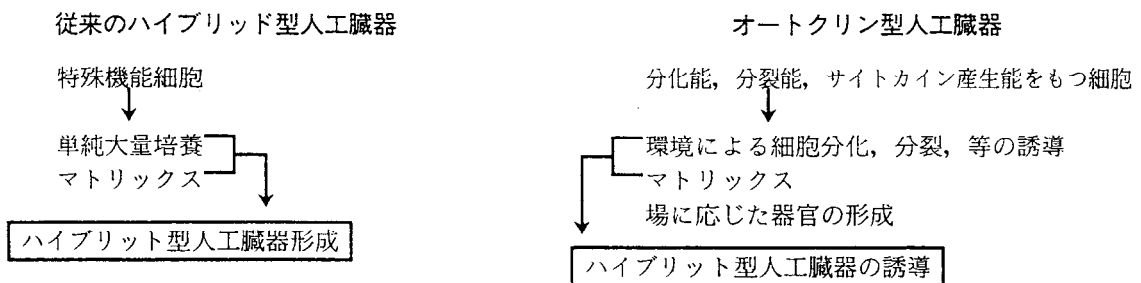 従来のハイブリッド型人工臓器
特殊機能細胞
単純大量培養
マトリックス
ハイブリット型人工臓器形成
オートクリン型人工臓器
分化能，分裂能，サイトカイン産生能をもつ細胞
環境による細胞分化，分裂，等の誘導
マトリックス
場に応じた器官の形成
ハイブリット型人工臓器の誘導